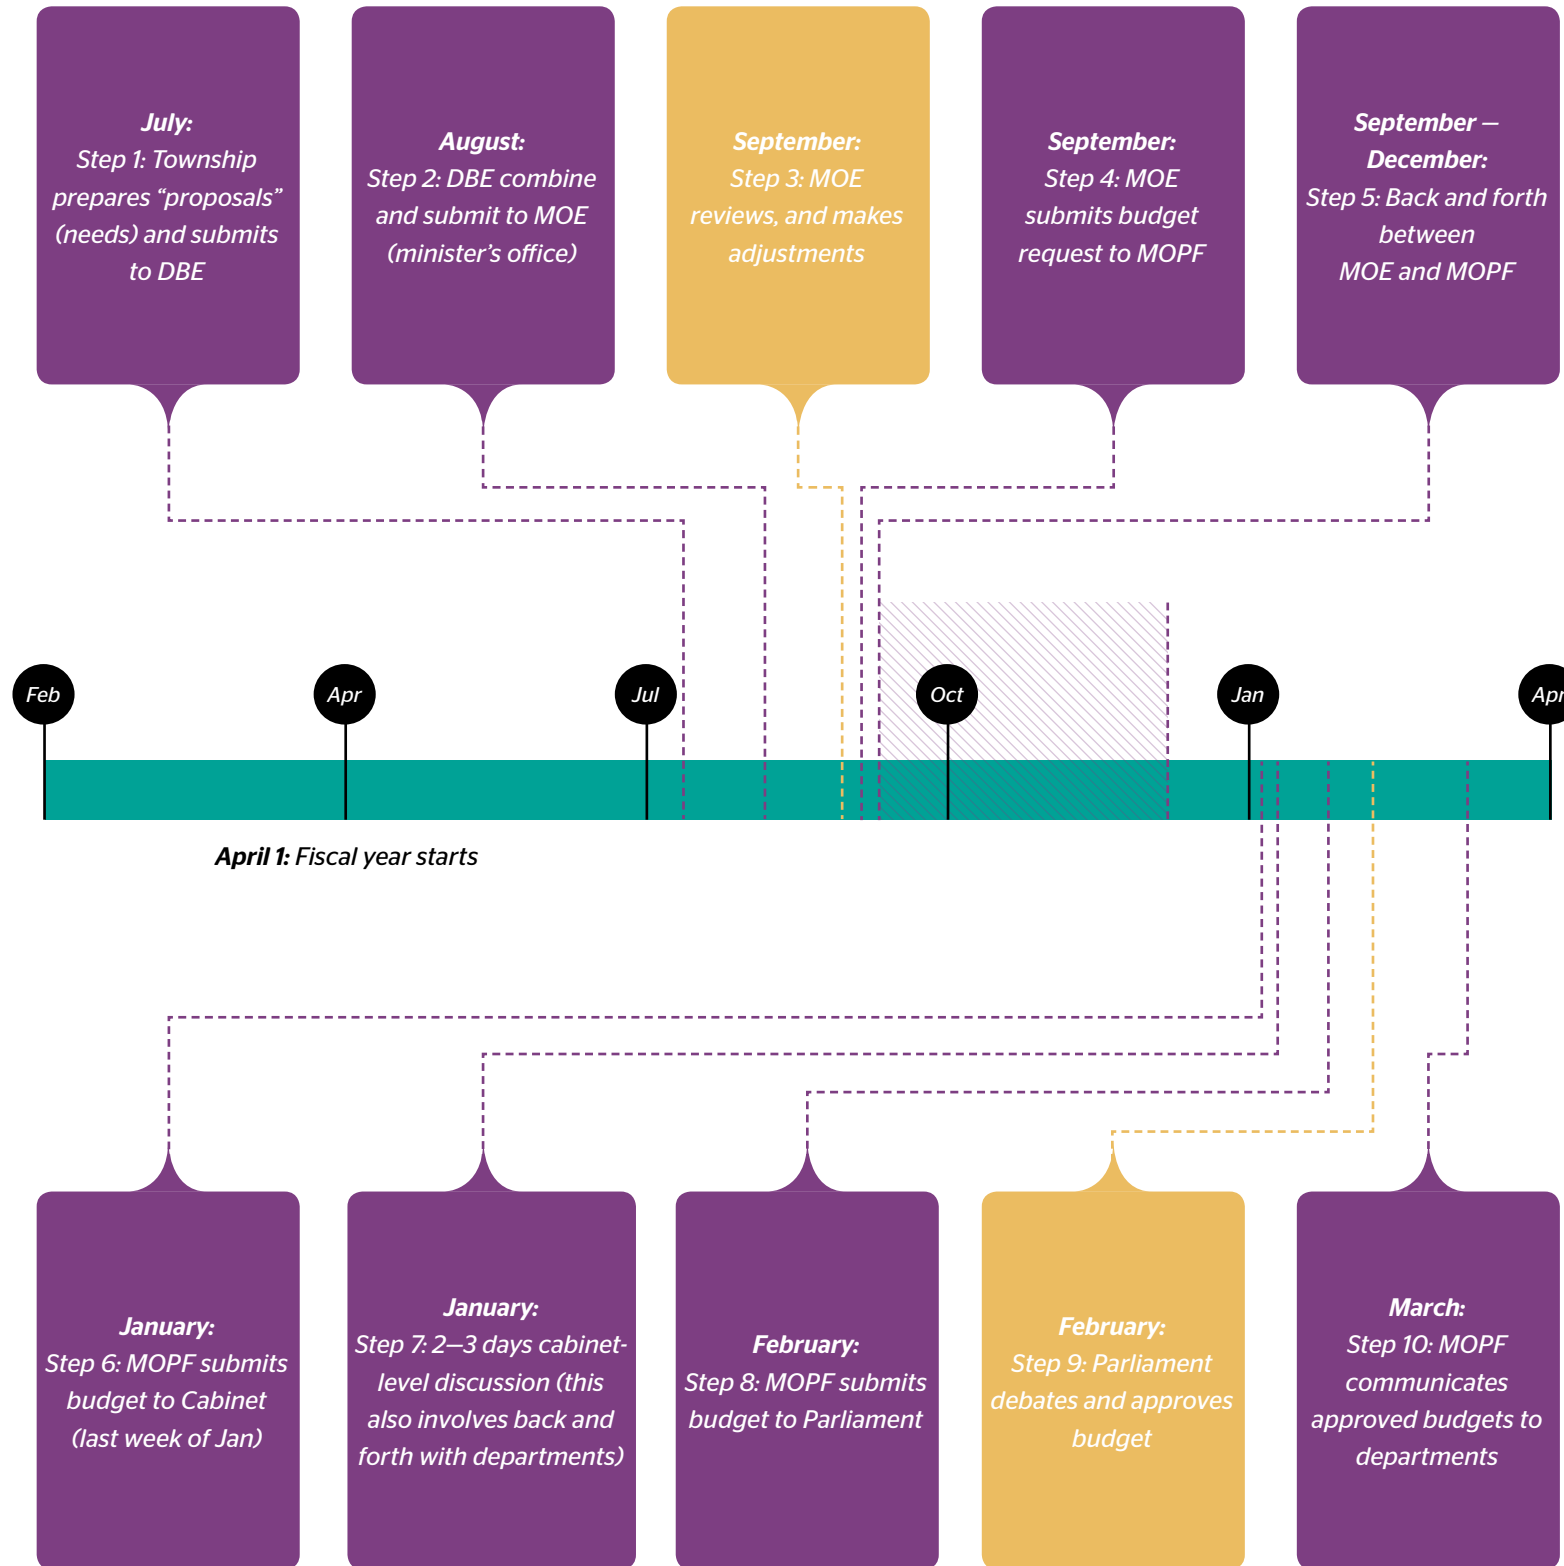 July:
Step 1: Township
prepares “proposals”
(needs) and submits
to DBE
August:
Step 2: DBE combine
and submit to MOE
(minister’s office)
September:
Step 3: MOE
reviews, and makes
adjustments
September:
Step 4: MOE
submits budget
request to MOPF
September –
December:
Step 5: Back and forth
between
MOE and MOPF
Feb
Apr
Jul
Oct
Jan
Apr
April 1: Fiscal year starts
January:
Step 6: MOPF submits
budget to Cabinet
(last week of Jan)
January:
Step 7: 2–3 days cabinet-
level discussion (this
also involves back and
forth with departments)
February:
Step 8: MOPF submits
budget to Parliament
February:
Step 9: Parliament
debates and approves
budget
March:
Step 10: MOPF
communicates
approved budgets to
departments